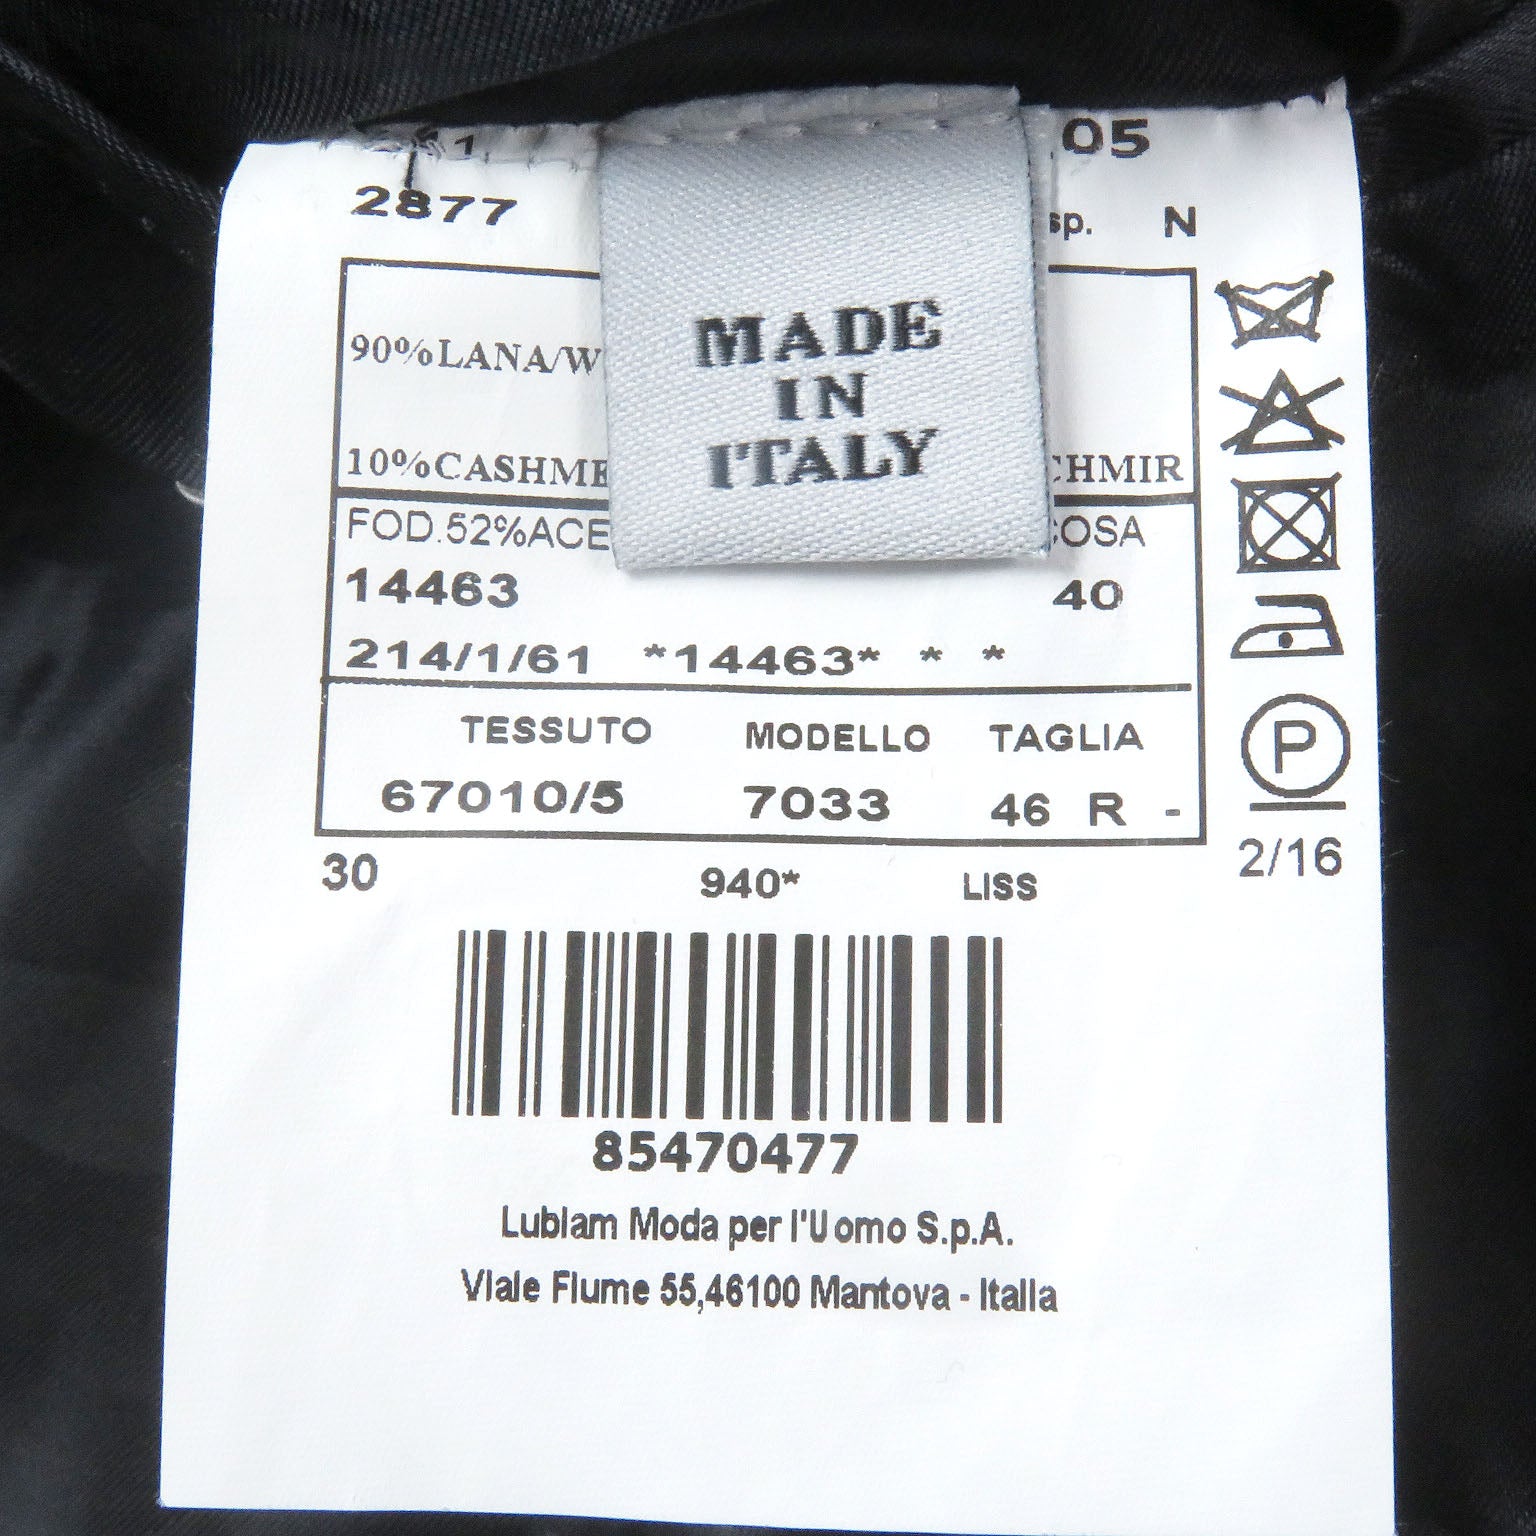 05
2877
sp. N
MADE
IN
ITALY
90%LANA/W
10%CASHME CHMIR
FOD.52%ACE COSA
14463 40
214/1/61 *14463* * *
TESSUTO MODELLO TAGLIA
67010/5 7033 46 R -
30 940* LISS
P
2/16
85470477
Lubiam Moda per l'Uomo S.p.A.
Viale Fiume 55,46100 Mantova - Italia